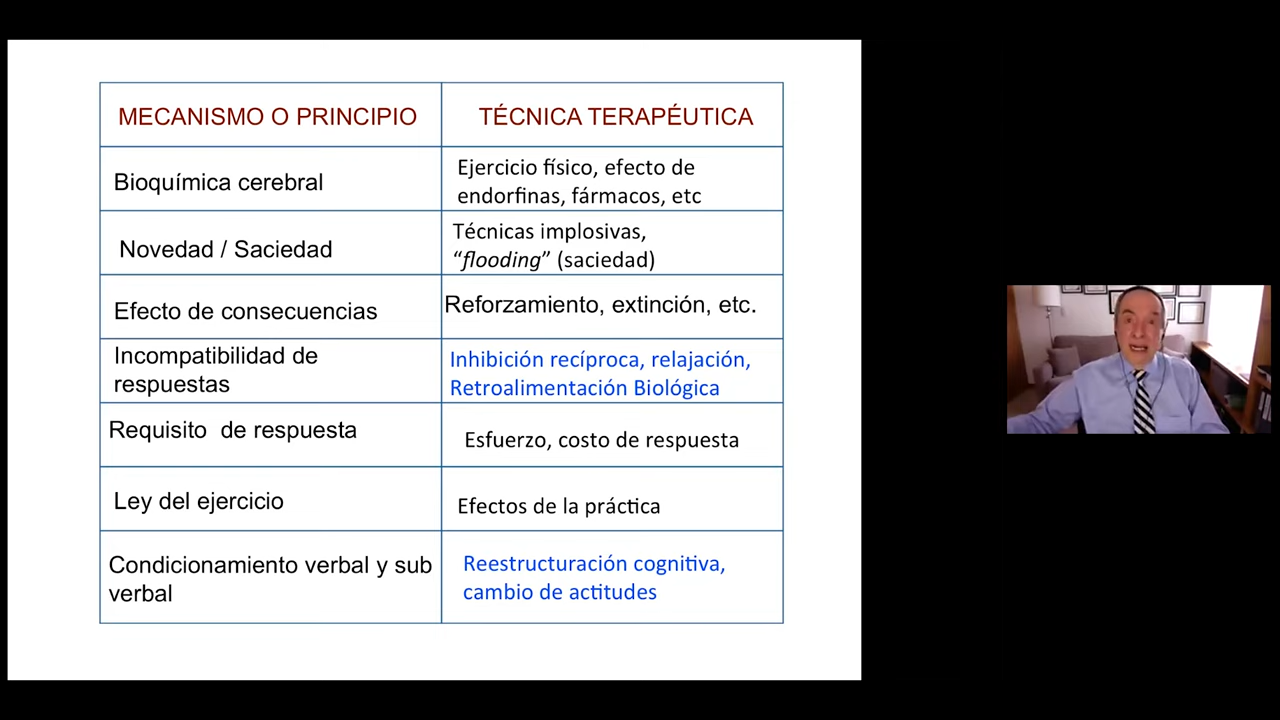 MECANISMO O PRINCIPIO
TÉCNICA TERAPÉUTICA
Bioquímica cerebral
Ejercicio físico, efecto de
endorfinas, fármacos, etc
Novedad / Saciedad
Técnicas implosivas,
“flooding” (saciedad)
Efecto de consecuencias
Reforzamiento, extinción, etc.
Incompatibilidad de
respuestas
Inhibición recíproca, relajación,
Retroalimentación Biológica
Requisito  de respuesta
Esfuerzo, costo de respuesta
Ley del ejercicio
Efectos de la práctica
Condicionamiento verbal y sub
verbal
Reestructuración cognitiva,
cambio de actitudes